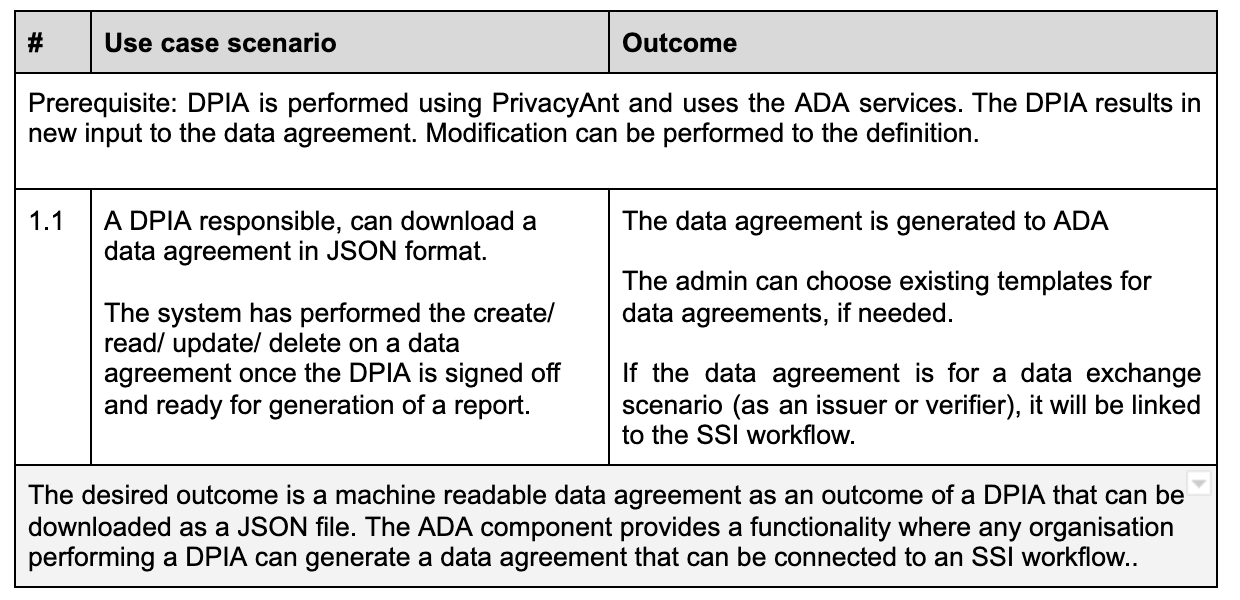 # Use case scenario Outcome
Prerequisite: DPIA is performed using PrivacyAnt and uses the ADA services. The DPIA results in
new input to the data agreement. Modification can be performed to the definition.
1.1
A DPIA responsible, can download a
data agreement in JSON format.
The system has performed the create/
read/ update/ delete on a data
agreement once the DPIA is signed off
and ready for generation of a report.
The data agreement is generated to ADA
The admin can choose existing templates for
data agreements, if needed.
If the data agreement is for a data exchange
scenario (as an issuer or verifier), it will be linked
to the SSI workflow.
The desired outcome is a machine readable data agreement as an outcome of a DPIA that can be
downloaded as a JSON file. The ADA component provides a functionality where any organisation
performing a DPIA can generate a data agreement that can be connected to an SSI workflow..